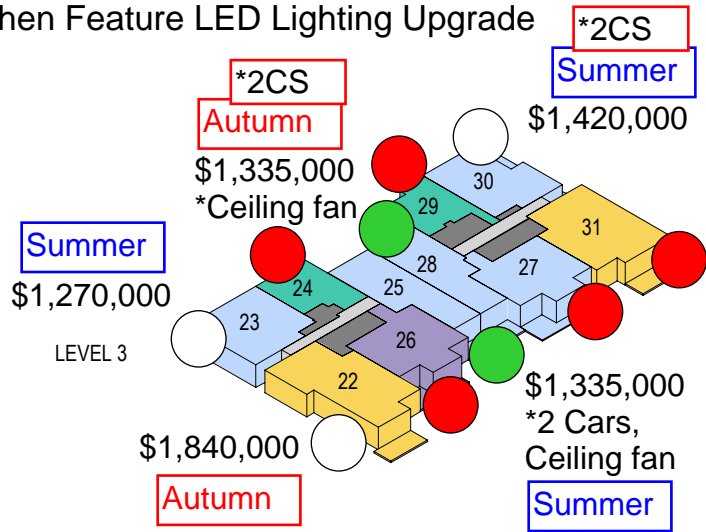 hen Feature LED Lighting Upgrade
*2CS
Summer
$1,420,000
*2CS
Autumn
$1,335,000
*Ceiling fan
Summer
$1,270,000
LEVEL 3
30
29
31
28
27
24
25
23
26
22
$1,335,000
*2 Cars,
Ceiling fan
Summer
$1,840,000
Autumn